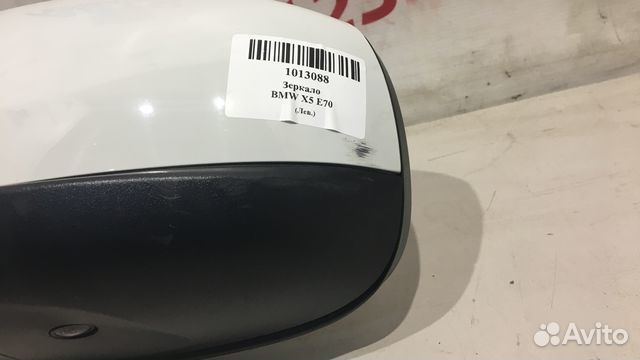 1013088
Зеркало
BMW X5 E70
(Лев.)
Avito